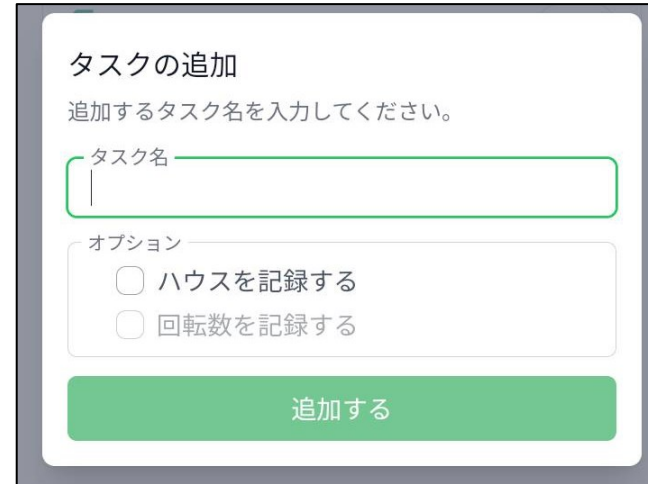 タスクの追加
追加するタスク名を入力してください。
タスク名
オプション
ハウスを記録する
回転数を記録する
追加する